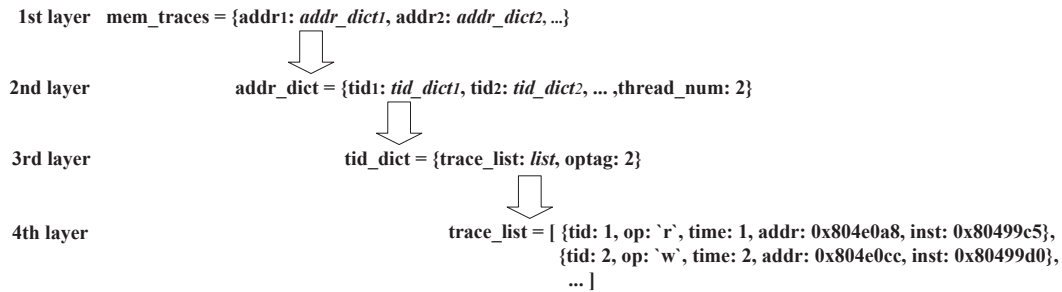 1st layer mem_traces = {addr1: addr_dict1, addr2: addr_dict2, ...}
2nd layer addr_dict = {tid1: tid_dict1, tid2: tid_dict2, ... ,thread_num: 2}
3rd layer tid_dict = {trace_list: list, optag: 2}
4th layer trace_list = [ {tid: 1, op: `r`, time: 1, addr: 0x804e0a8, inst: 0x80499c5},
{tid: 2, op: `w`, time: 2, addr: 0x804e0cc, inst: 0x80499d0},
... ]